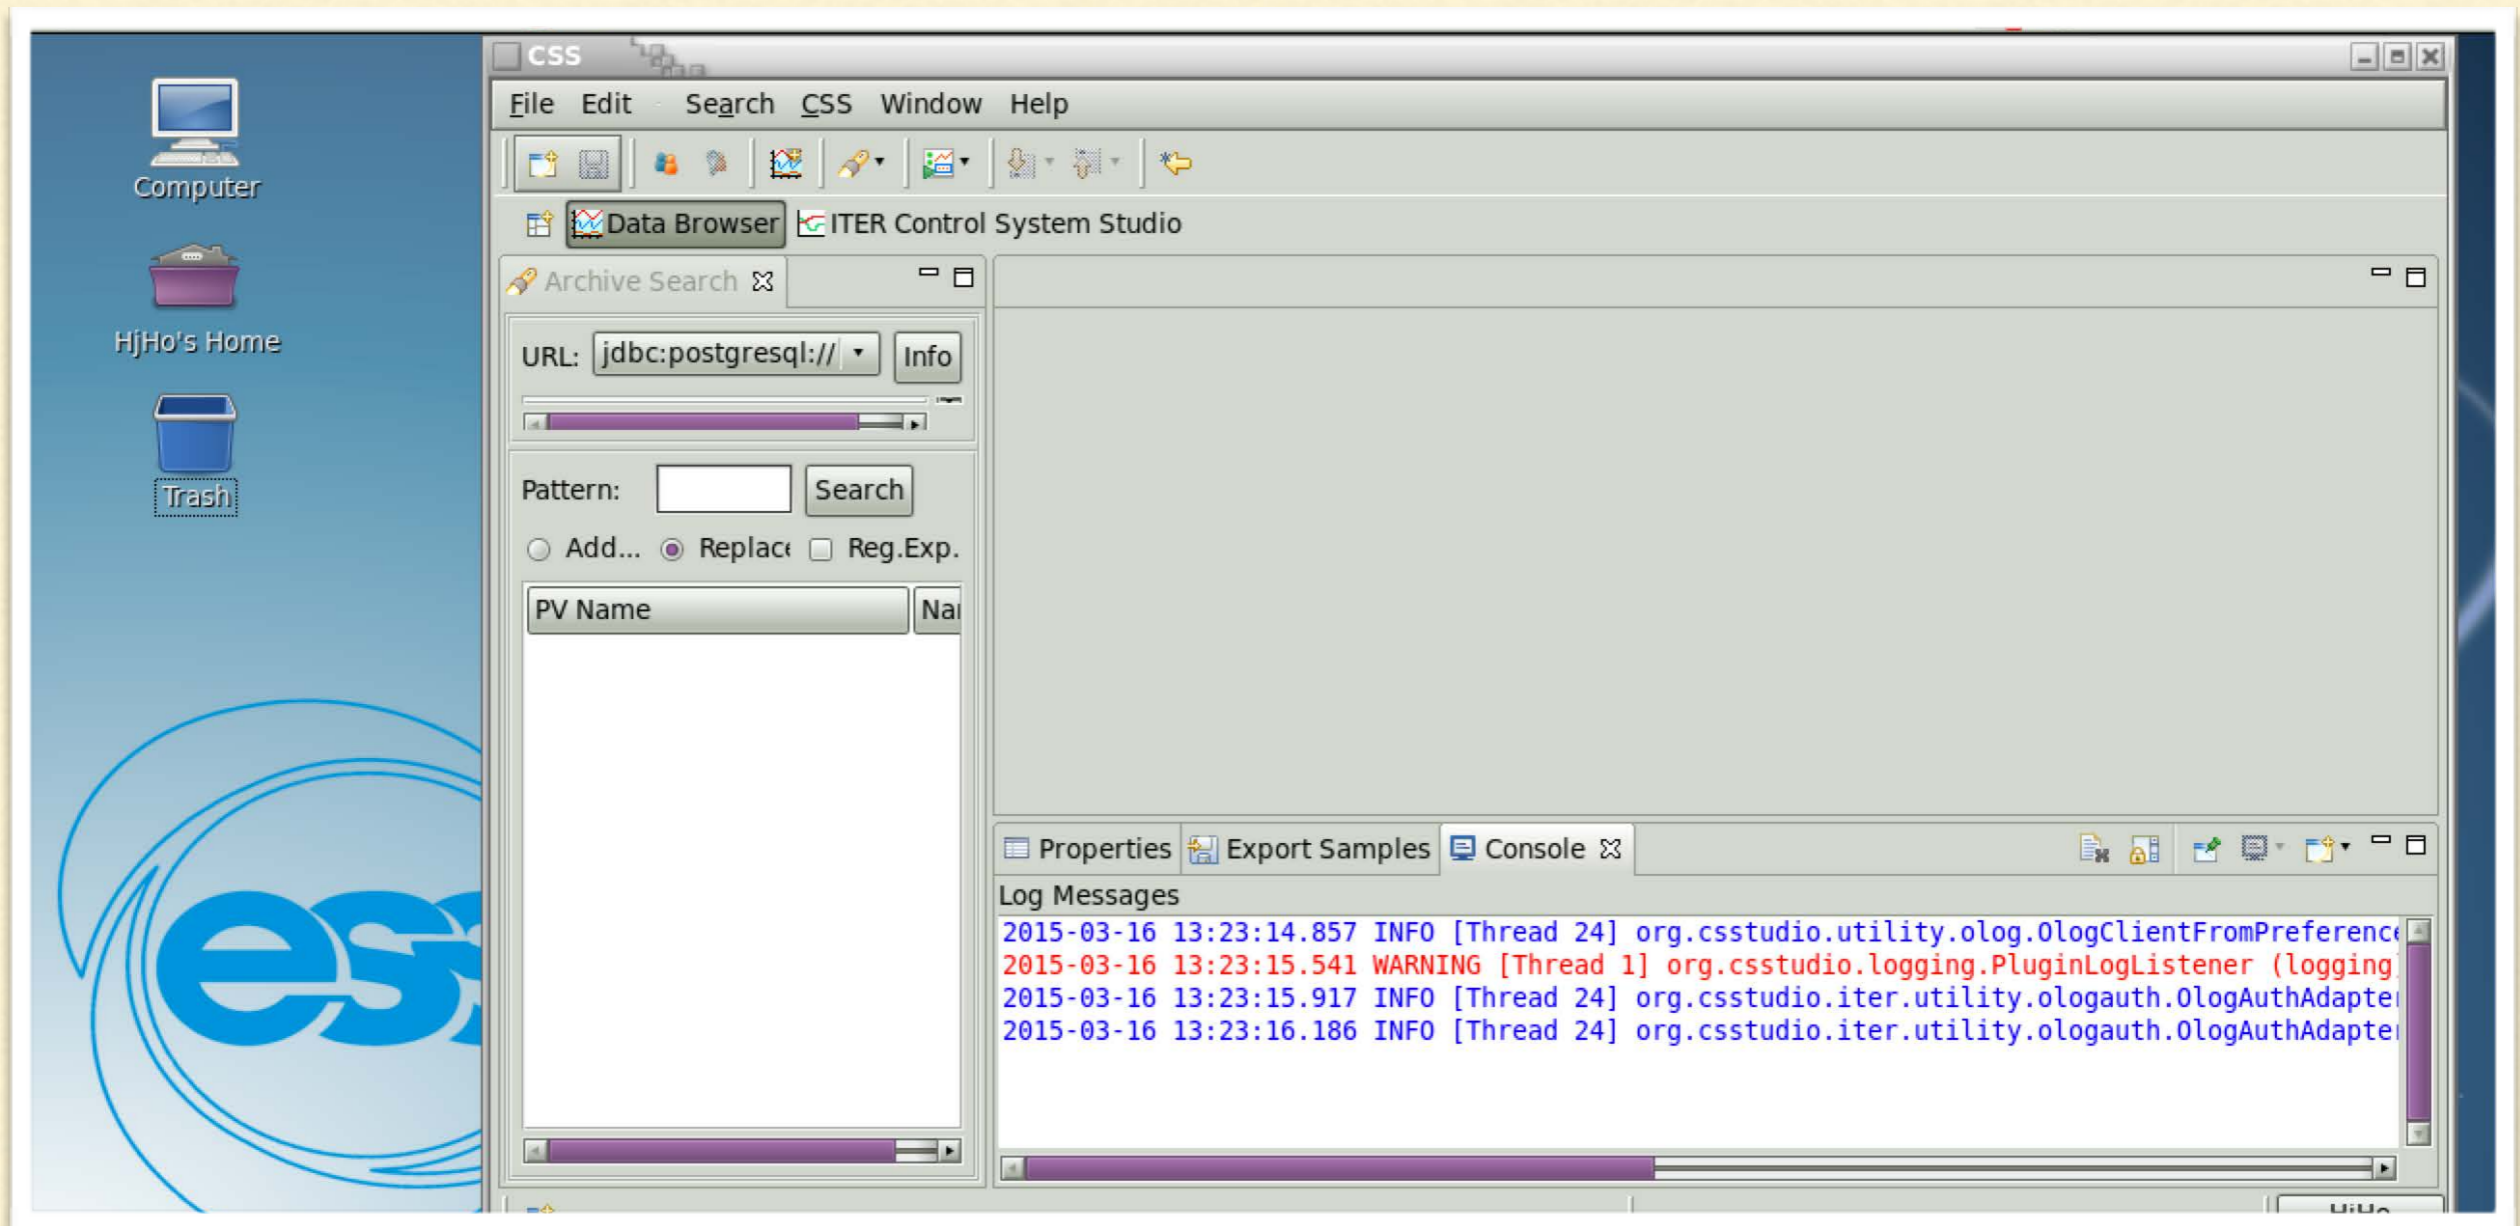 Computer
HjHo's Home
Trash
ess
CSS
File Edit Search CSS Window Help
Data Browser ITER Control System Studio
Archive Search
URL: jdbc:postgresql:// Info
Pattern: Search
Add... Replace Reg.Exp.
PV Name
Properties Export Samples Console
Log Messages
2015-03-16 13:23:14.857 INFO [Thread 24] org.csstudio.utility.olog.OlogClientFromPreference
2015-03-16 13:23:15.541 WARNING [Thread 1] org.csstudio.logging.PluginLogListener (logging)
2015-03-16 13:23:15.917 INFO [Thread 24] org.csstudio.iter.utility.ologauth.OlogAuthAdapter
2015-03-16 13:23:16.186 INFO [Thread 24] org.csstudio.iter.utility.ologauth.OlogAuthAdapter
HjHo